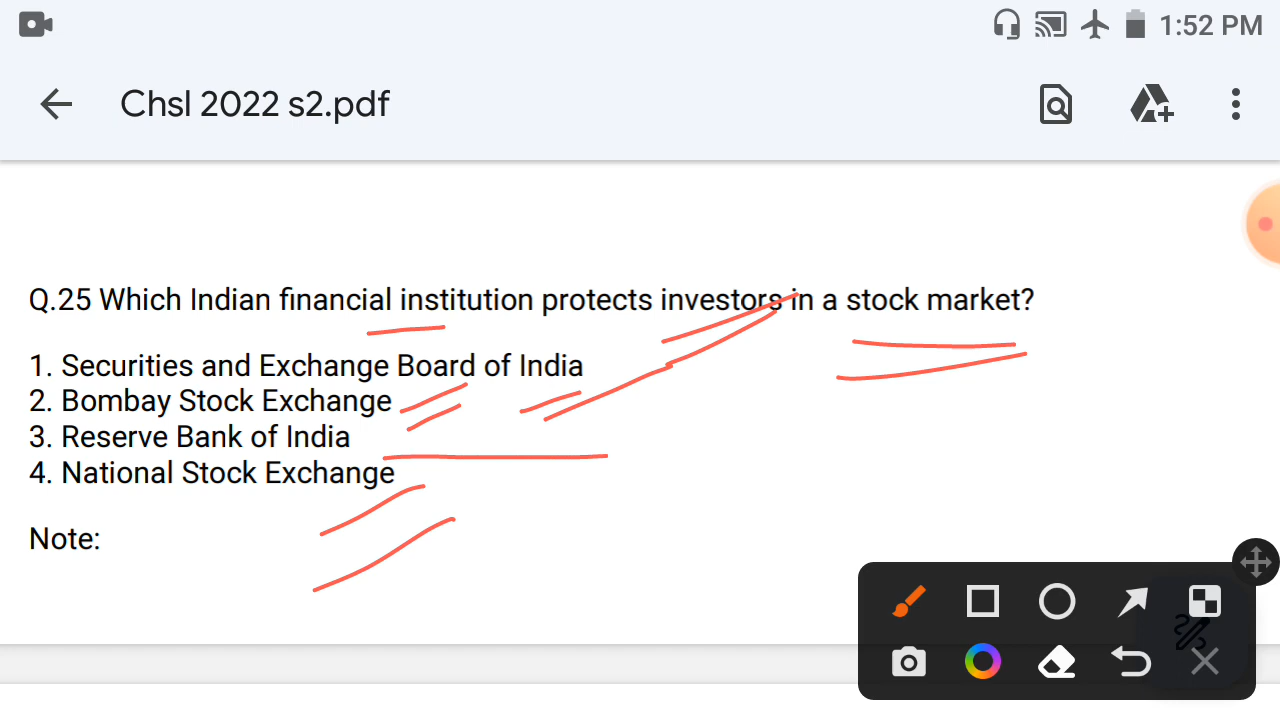 1:52 PM
Chsl 2022 s2.pdf
Q.25 Which Indian financial institution protects investors in a stock market?
1. Securities and Exchange Board of India
2. Bombay Stock Exchange
3. Reserve Bank of India
4. National Stock Exchange
Note: